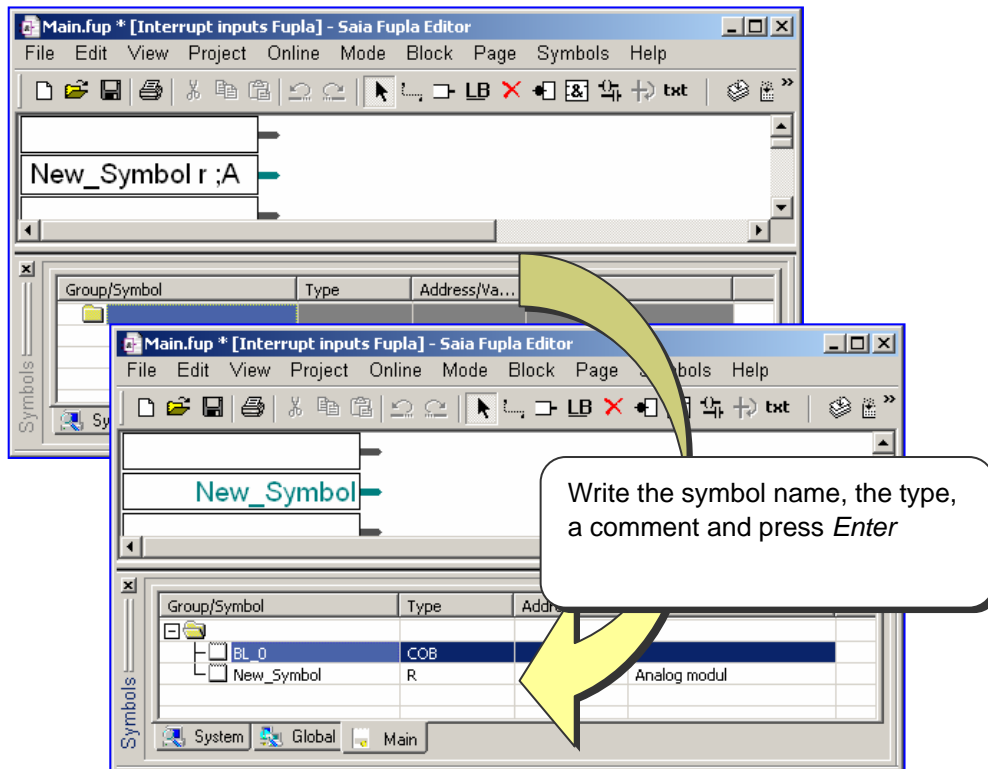 Main.fup * [Interrupt inputs Fupla] - Saia Fupla Editor
File Edit View Project Online Mode Block Page Symbols Help
LB txt »
New_Symbol r ;A
Group/Symbol Type Address/Va...
Symbols
Sy
Main.fup * [Interrupt inputs Fupla] - Saia Fupla Editor
File Edit View Project Online Mode Block Page bols Help
LB txt »
New_Symbol
Write the symbol name, the type,
a comment and press Enter
Group/Symbol Type Addre
BL_0 COB
New_Symbol R Analog modul
Symbols
System Global Main